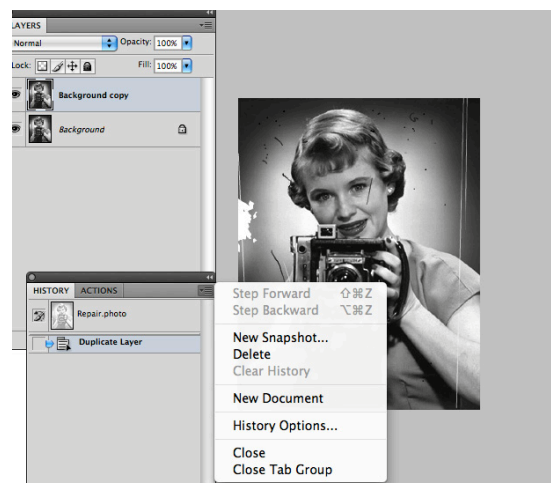 LAYERS
Normal Opacity: 100%
Lock: Fill: 100%
Background copy
Background
HISTORY ACTIONS
Repair.photo
Duplicate Layer
Step Forward ⇧⌘Z
Step Backward ⌥⌘Z
New Snapshot...
Delete
Clear History
New Document
History Options...
Close
Close Tab Group